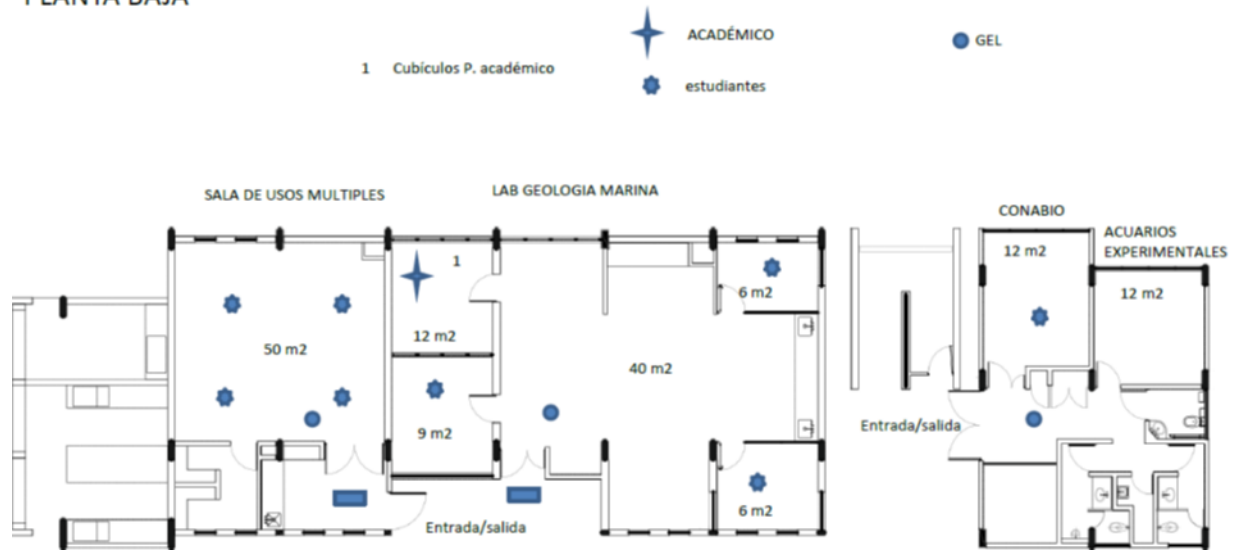 PLANTA BAJA
ACADÉMICO
GEL
1 Cubículos P. académico
estudiantes
SALA DE USOS MULTIPLES
LAB GEOLOGIA MARINA
CONABIO
ACUARIOS
EXPERIMENTALES
12 m2
1
6 m2
12 m2
12 m2
50 m2
40 m2
9 m2
Entrada/salida
6 m2
Entrada/salida